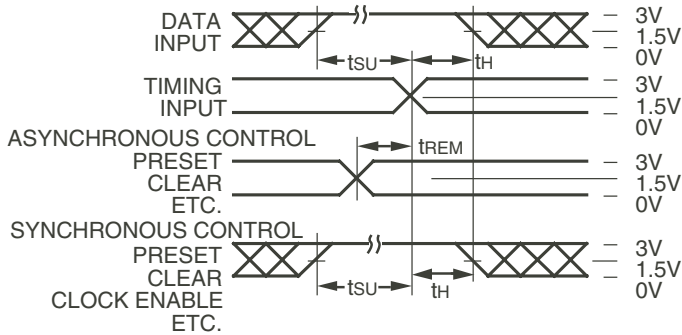 DATA
INPUT
tSU
tH
3V
1.5V
0V
TIMING
INPUT
3V
1.5V
0V
ASYNCHRONOUS CONTROL
PRESET
CLEAR
ETC.
tREM
3V
1.5V
0V
SYNCHRONOUS CONTROL
PRESET
CLEAR
CLOCK ENABLE
ETC.
tSU
tH
3V
1.5V
0V